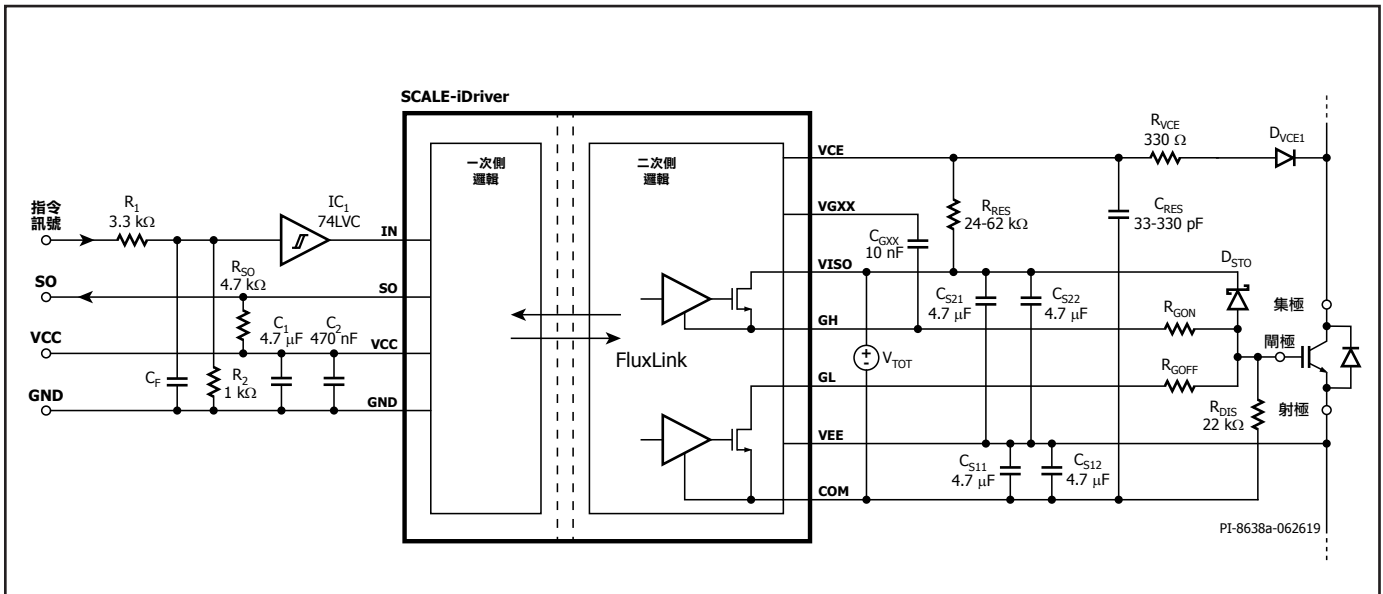 SCALE-iDriver
一次側
邏輯
二次側
邏輯
指令
訊號
R1
3.3 kΩ
IC1
74LVC
IN
SO
RSO
4.7 kΩ
SO
VCC
C1
4.7 μF
C2
470 nF
VCC
GND
CF
R2
1 kΩ
GND
FluxLink
VCE
VGXX
CGXX
10 nF
VISO
GH
VTOT
GL
VEE
COM
RRES
24-62 kΩ
CRES
33-330 pF
RVCE
330 Ω
DVCE1
CS21
4.7 μF
CS22
4.7 μF
CS11
4.7 μF
CS12
4.7 μF
DSTO
RGON
RGOFF
RDIS
22 kΩ
集極
閘極
射極
PI-8638a-062619